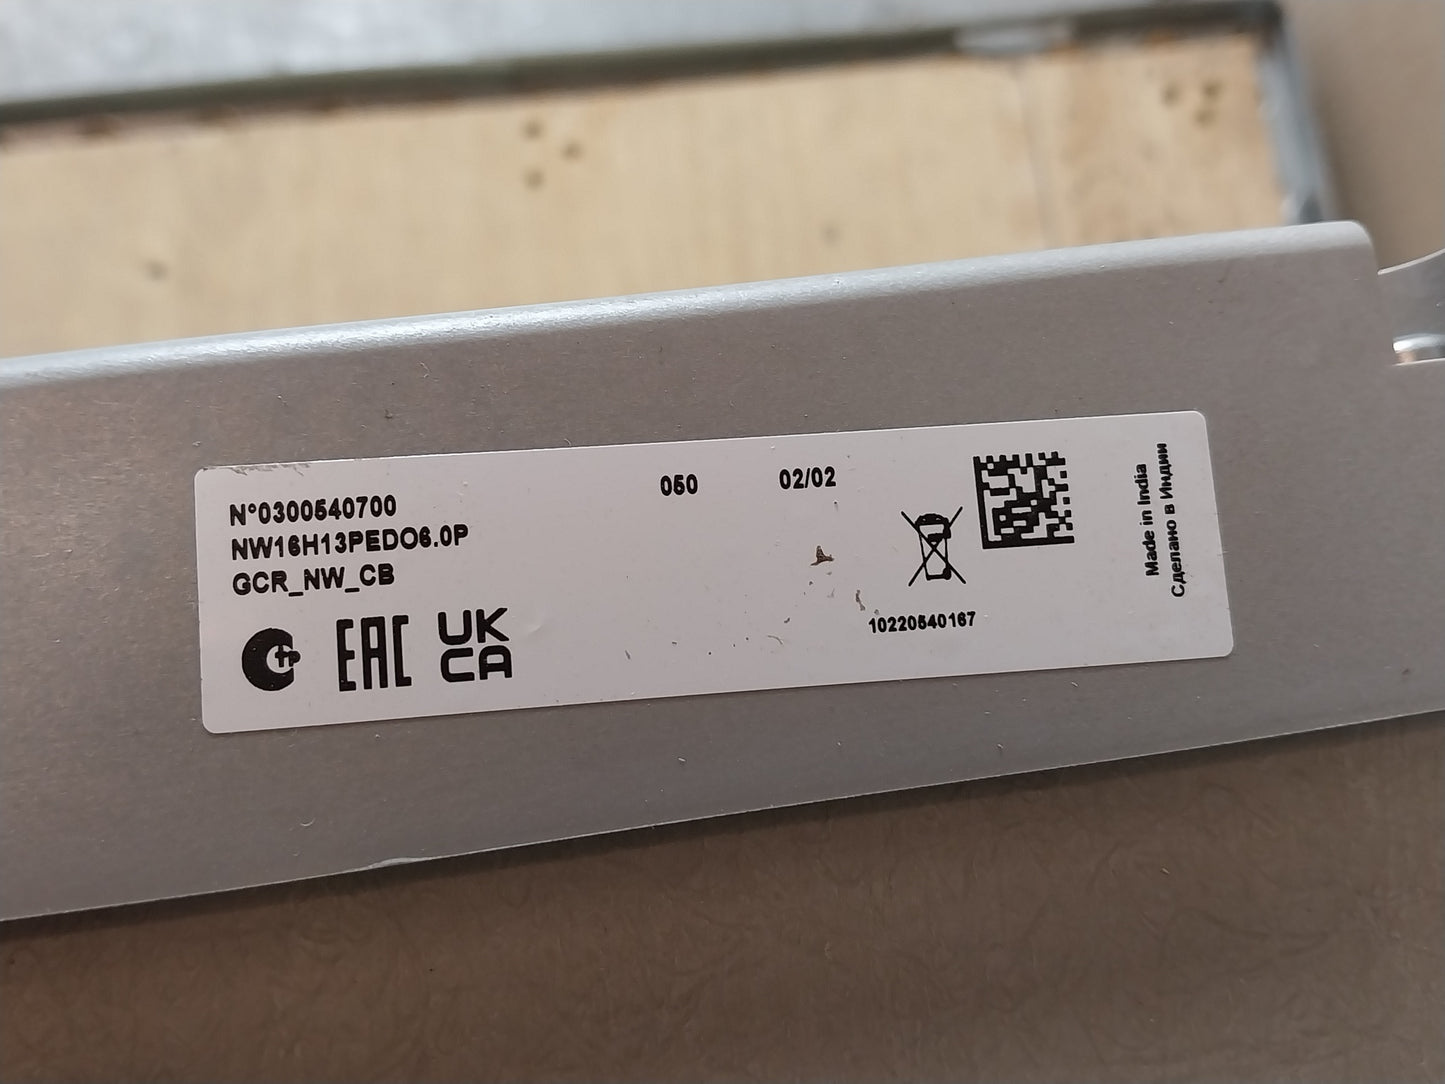 N°0300540700
NW16H13PEDO6.0P
GCR_NW_CB
050
02/02
10220540167
EAC
UK
CA
Made in India
Сделано в Индии